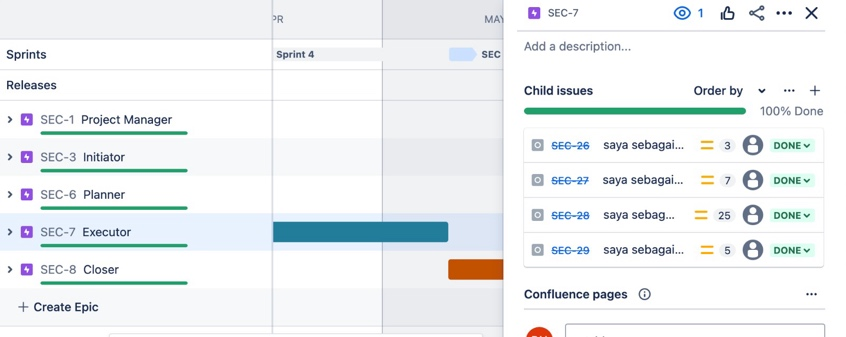 PR
MAY
Sprints
Sprint 4
SEC
Releases
SEC-1 Project Manager
SEC-3 Initiator
SEC-6 Planner
SEC-7 Executor
SEC-8 Closer
+ Create Epic
SEC-7
1
Add a description...
Child issues
Order by
100% Done
SEC-26 saya sebagai... 3 DONE
SEC-27 saya sebagai... 7 DONE
SEC-28 saya sebag... 25 DONE
SEC-29 saya sebagai... 5 DONE
Confluence pages